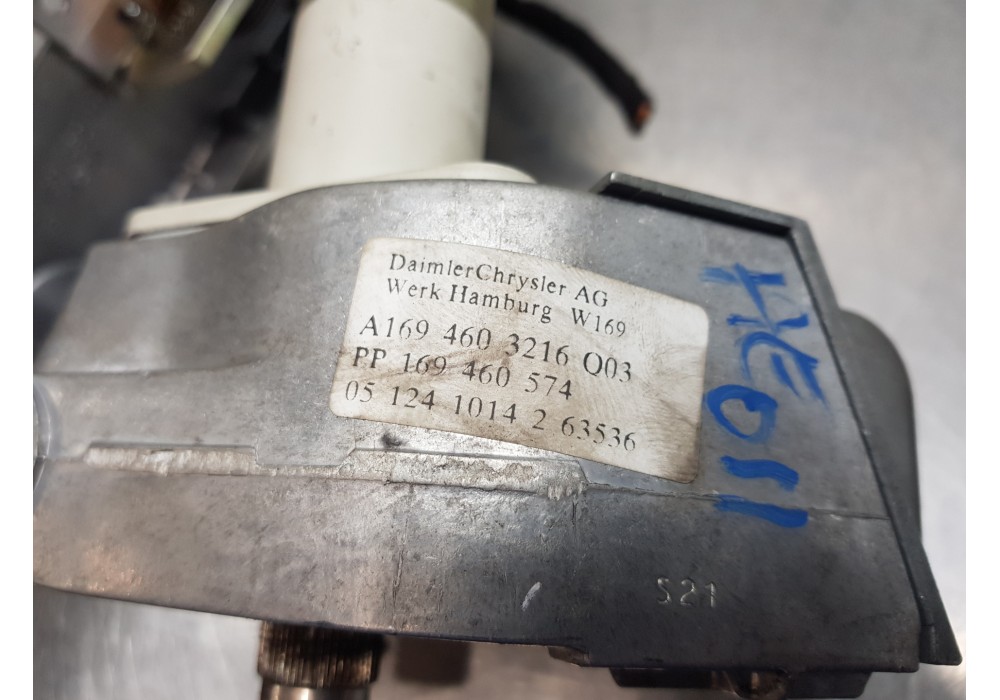 DaimlerChrysler AG
Werk Hamburg W169
A169 460 3216 Q03
PP 169 460 574
05 124 1014 2 63536
S21